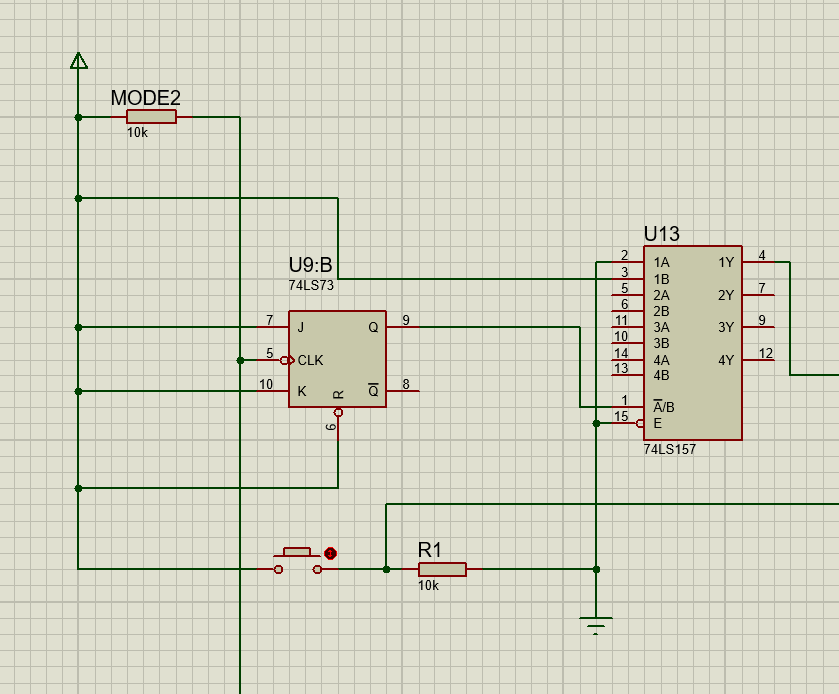 MODE2
10k
U9:B
74LS73
7 J Q 9
5 CLK
10 K R Q 8
6
U13
2 1A 1Y 4
3 1B
5 2A 2Y 7
6 2B
11 3A 3Y 9
10 3B
14 4A 4Y 12
13 4B
1 A/B
15 E
74LS157
R1
10k